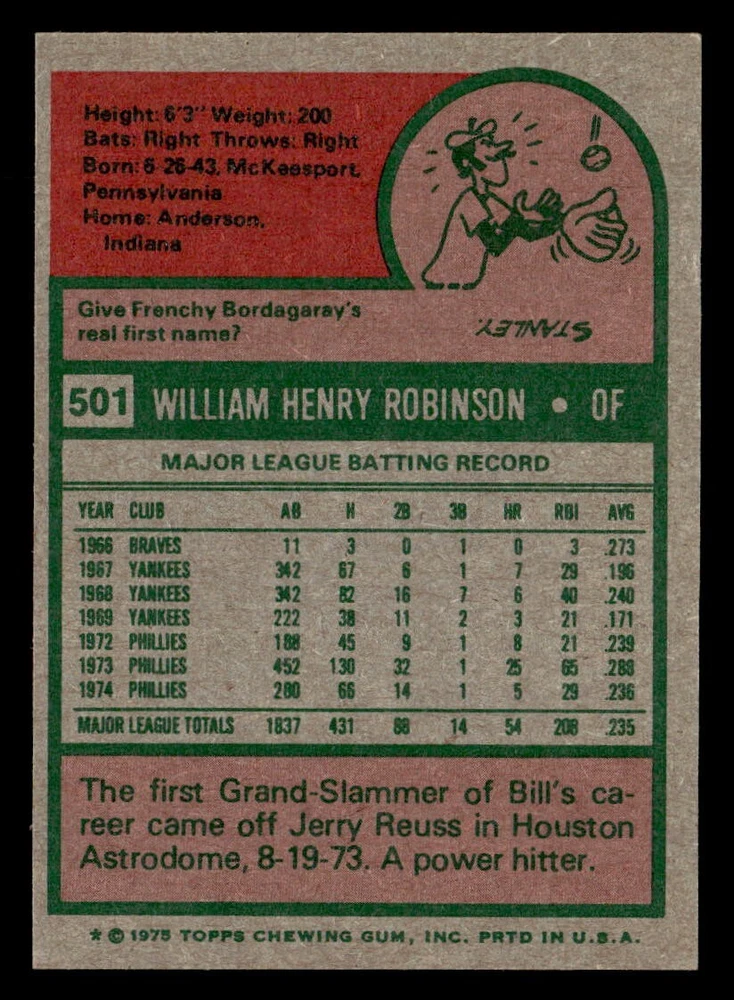 Height: 6'3" Weight: 200
Bats: Right Throws: Right
Born: 6-26-43, McKeesport,
Pennsylvania
Home: Anderson,
Indiana
Give Frenchy Bordagaray's
real first name?
STANLEY.
501 WILLIAM HENRY ROBINSON • OF
MAJOR LEAGUE BATTING RECORD
YEAR CLUB AB H 2B 3B HR RBI AVG
1966 BRAVES 11 3 0 1 0 3 .273
1967 YANKEES 342 67 6 1 7 29 .196
1968 YANKEES 342 82 16 7 6 40 .240
1969 YANKEES 222 38 11 2 3 21 .171
1972 PHILLIES 188 45 9 1 8 21 .239
1973 PHILLIES 452 130 32 1 25 65 .288
1974 PHILLIES 280 66 14 1 5 29 .236
MAJOR LEAGUE TOTALS 1837 431 88 14 54 208 .235
The first Grand-Slammer of Bill's ca-
reer came off Jerry Reuss in Houston
Astrodome, 8-19-73. A power hitter.
* © 1975 TOPPS CHEWING GUM, INC. PRTD IN U.S.A.